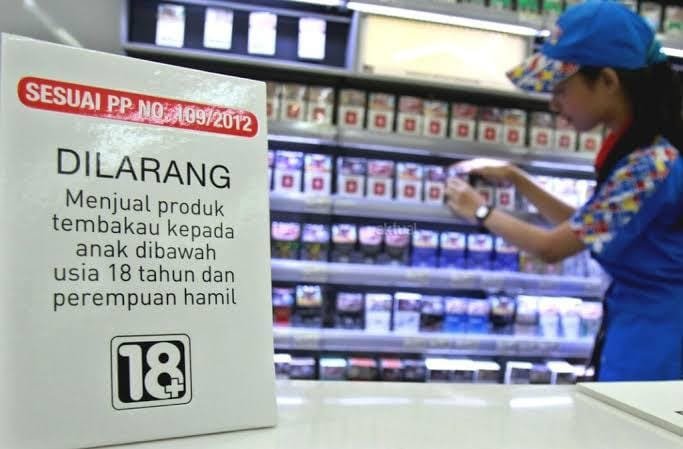 SESUAI PP NO. 109/2012
DILARANG
Menjual produk
tembakau kepada
anak dibawah
usia 18 tahun dan
perempuan hamil
18+
aktual